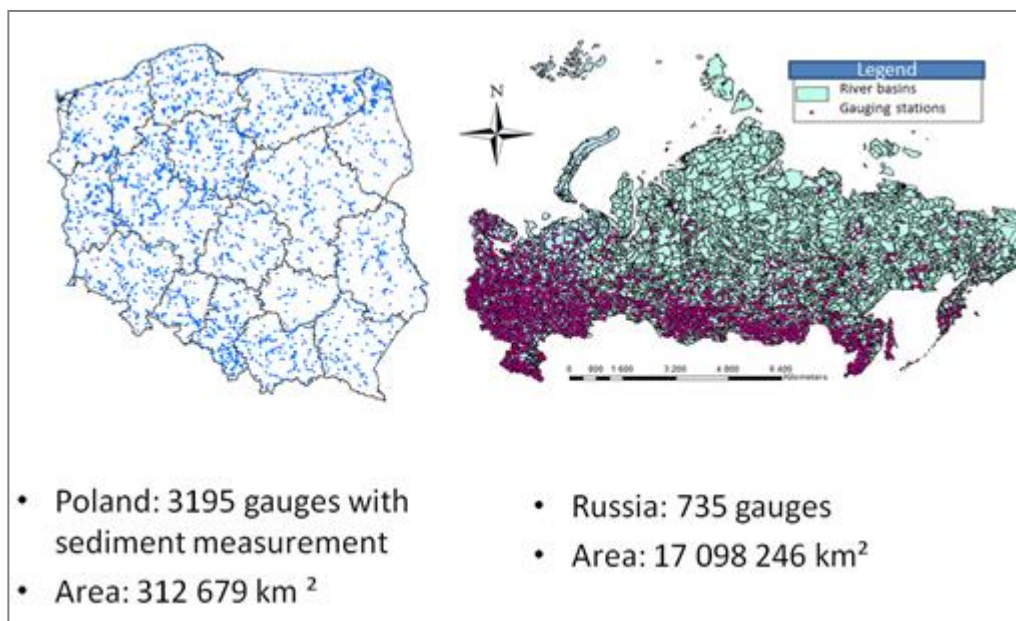 N
Legend
River basins
Gauging stations
0 800 1 600 3 200 4 800 6 400
Kilometers
• Poland: 3195 gauges with
sediment measurement
• Area: 312 679 km ²
• Russia: 735 gauges
• Area: 17 098 246 km²